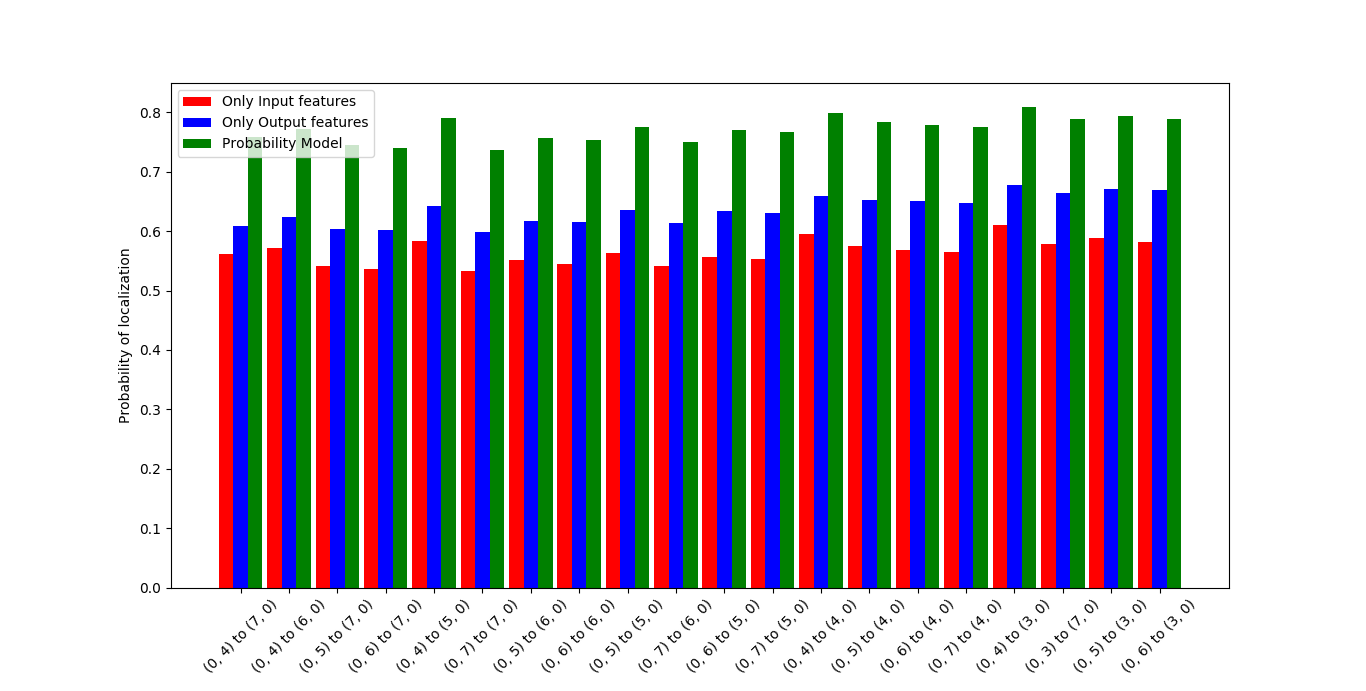 Only Input features
Only Output features
Probability Model
Probability of localization
0.8
0.7
0.6
0.5
0.4
0.3
0.2
0.1
0.0
(0, 4) to (7, 0)
(0, 4) to (6, 0)
(0, 5) to (7, 0)
(0, 6) to (7, 0)
(0, 4) to (5, 0)
(0, 7) to (7, 0)
(0, 5) to (6, 0)
(0, 6) to (6, 0)
(0, 5) to (5, 0)
(0, 7) to (6, 0)
(0, 6) to (5, 0)
(0, 7) to (5, 0)
(0, 4) to (4, 0)
(0, 5) to (4, 0)
(0, 6) to (4, 0)
(0, 7) to (4, 0)
(0, 4) to (3, 0)
(0, 3) to (7, 0)
(0, 5) to (3, 0)
(0, 6) to (3, 0)